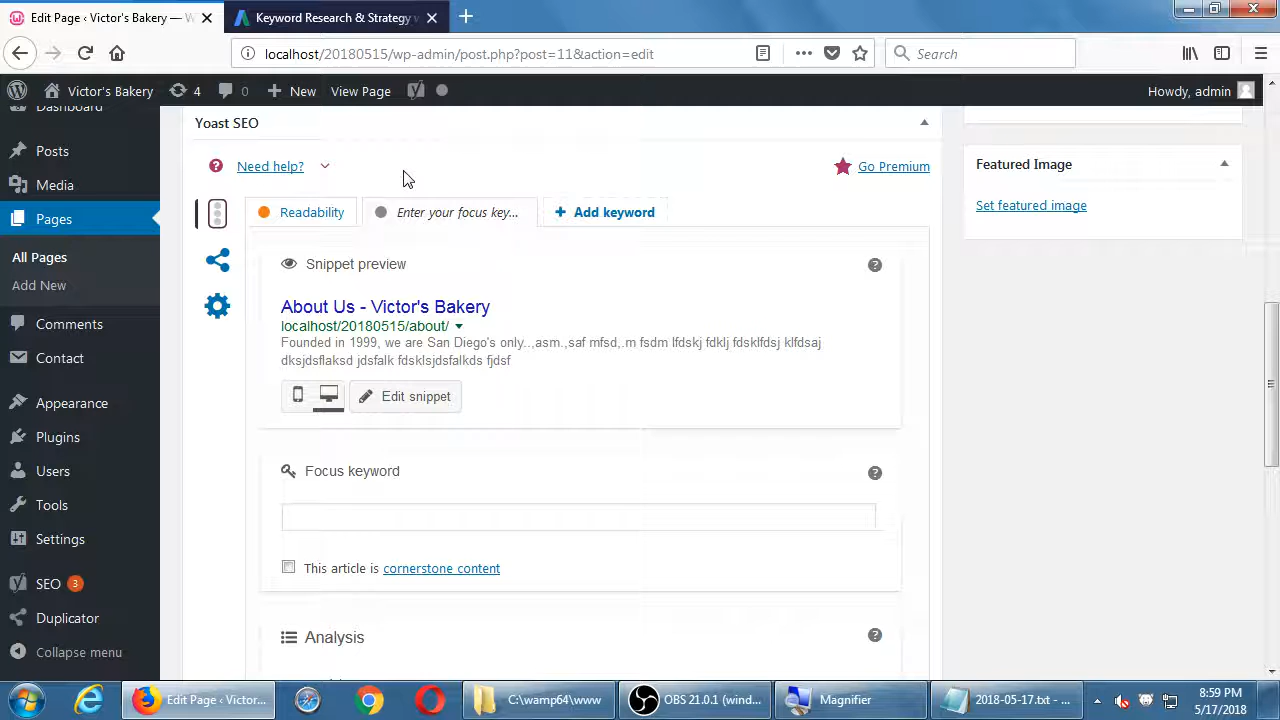 Edit Page ‹ Victor's Bakery — W
Keyword Research & Strategy
localhost/20180515/wp-admin/post.php?post=11&action=edit
Search
Victor's Bakery
4
0
New
View Page
Howdy, admin
Dashboard
Posts
Media
Pages
All Pages
Add New
Comments
Contact
Appearance
Plugins
Users
Tools
Settings
SEO 3
Duplicator
Collapse menu
Yoast SEO
Need help?
Go Premium
Readability
Enter your focus key...
Add keyword
Snippet preview
About Us - Victor's Bakery
localhost/20180515/about/
Founded in 1999, we are San Diego's only..,asm.,saf mfsd,.m fsdm lfdskj fdklj fdsklfdsj klfdsaj
dksjdsflaksd jdsfalk fdsklsjdsfalkds fjdsf
Edit snippet
Focus keyword
This article is cornerstone content
Analysis
Featured Image
Set featured image
Edit Page ‹ Victor...
C:\wamp64\www
OBS 21.0.1 (wind...
Magnifier
2018-05-17.txt - ...
8:59 PM
5/17/2018